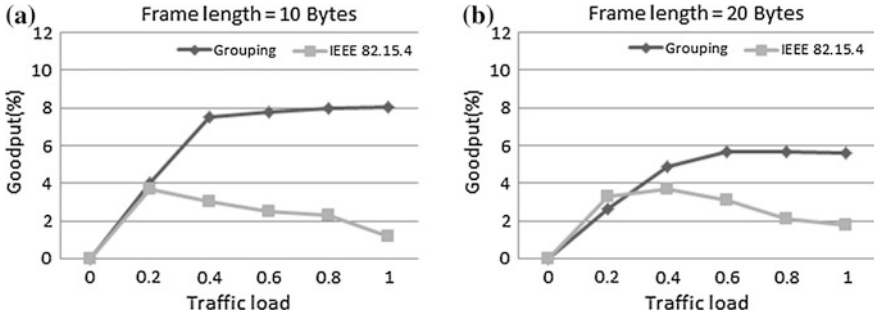 (a)
Frame length = 10 Bytes
12
10
8
6
4
2
0
Goodput(%)
Grouping
IEEE 82.15.4
0 0.2 0.4 0.6 0.8 1
Traffic load
(b)
Frame length = 20 Bytes
12
10
8
6
4
2
0
Goodput(%)
Grouping
IEEE 82.15.4
0 0.2 0.4 0.6 0.8 1
Traffic load